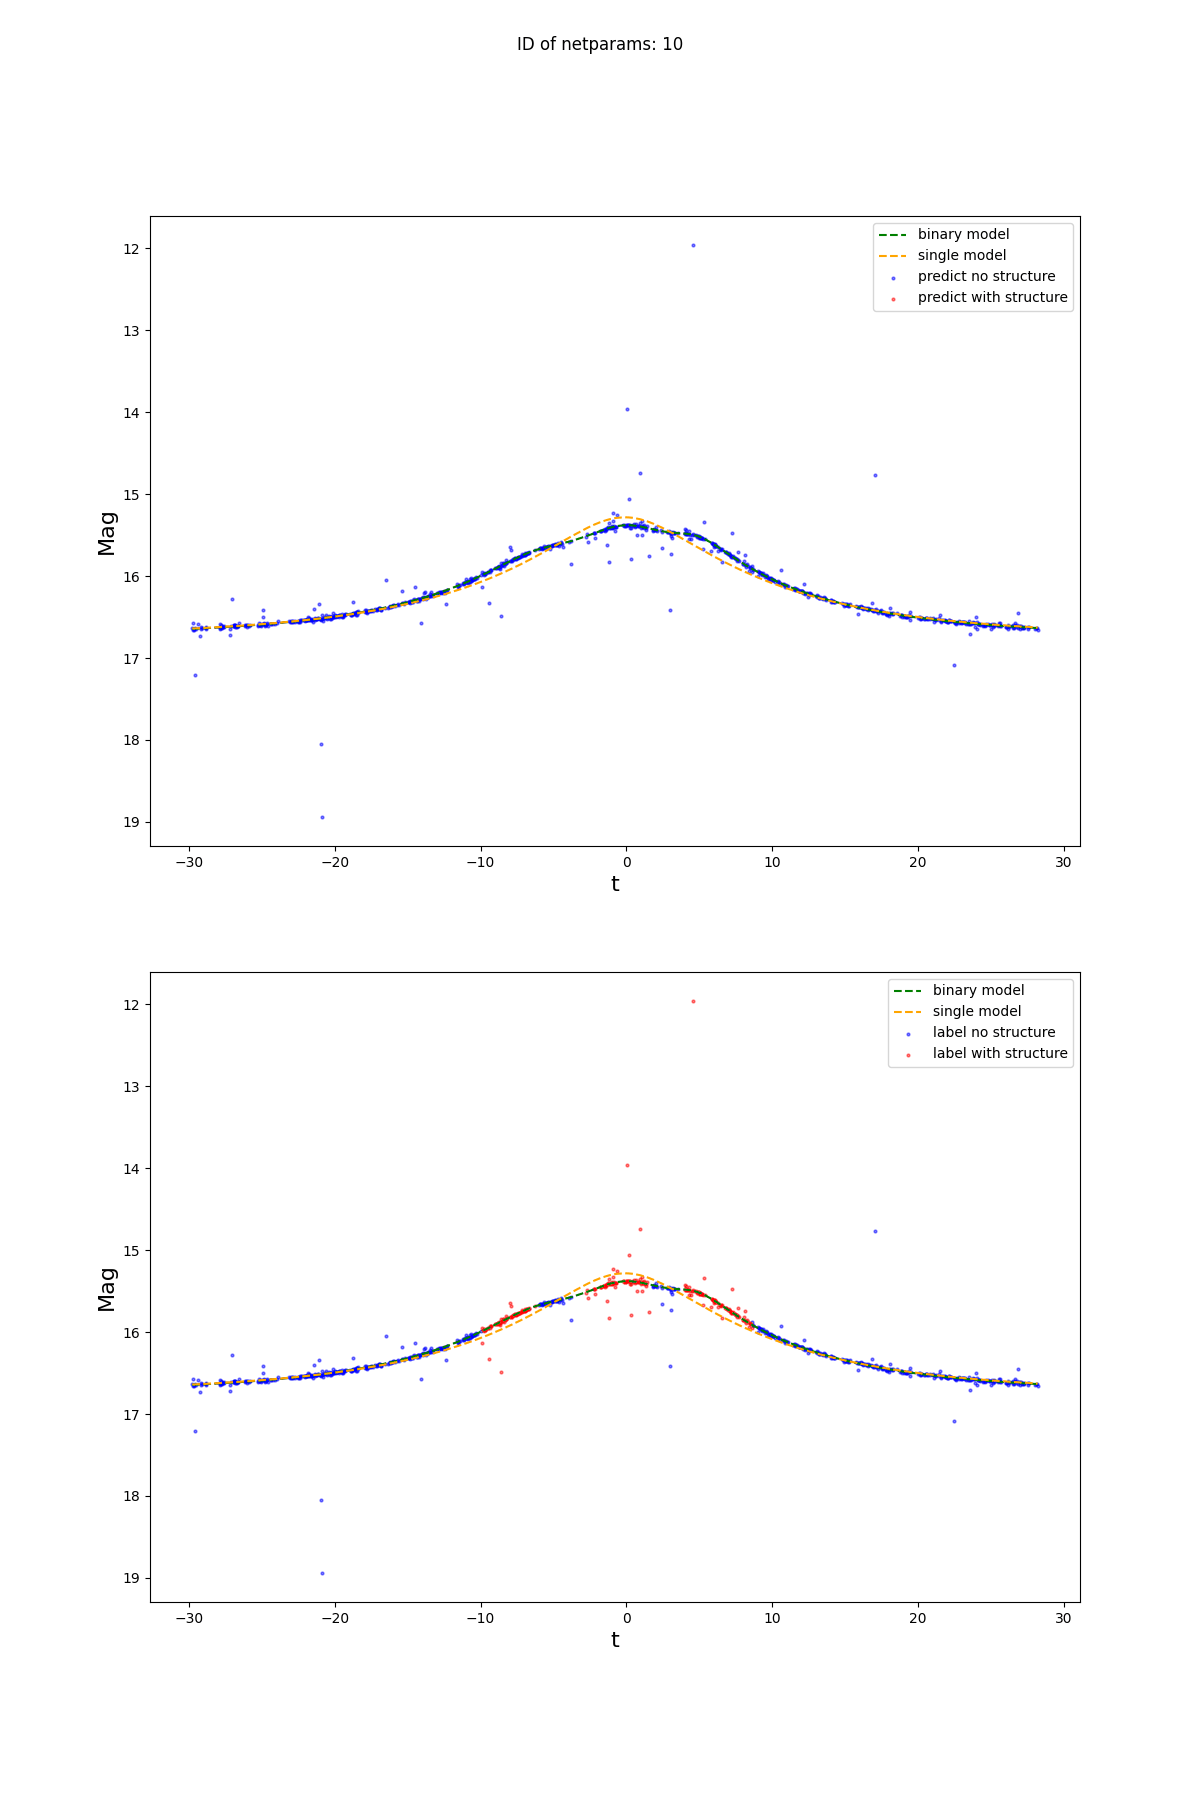 ID of netparams: 10
binary model
single model
predict no structure
predict with structure
12
13
14
15
16
17
18
19
Mag
−30
−20
−10
0
10
20
30
t
binary model
single model
label no structure
label with structure
12
13
14
15
16
17
18
19
Mag
−30
−20
−10
0
10
20
30
t